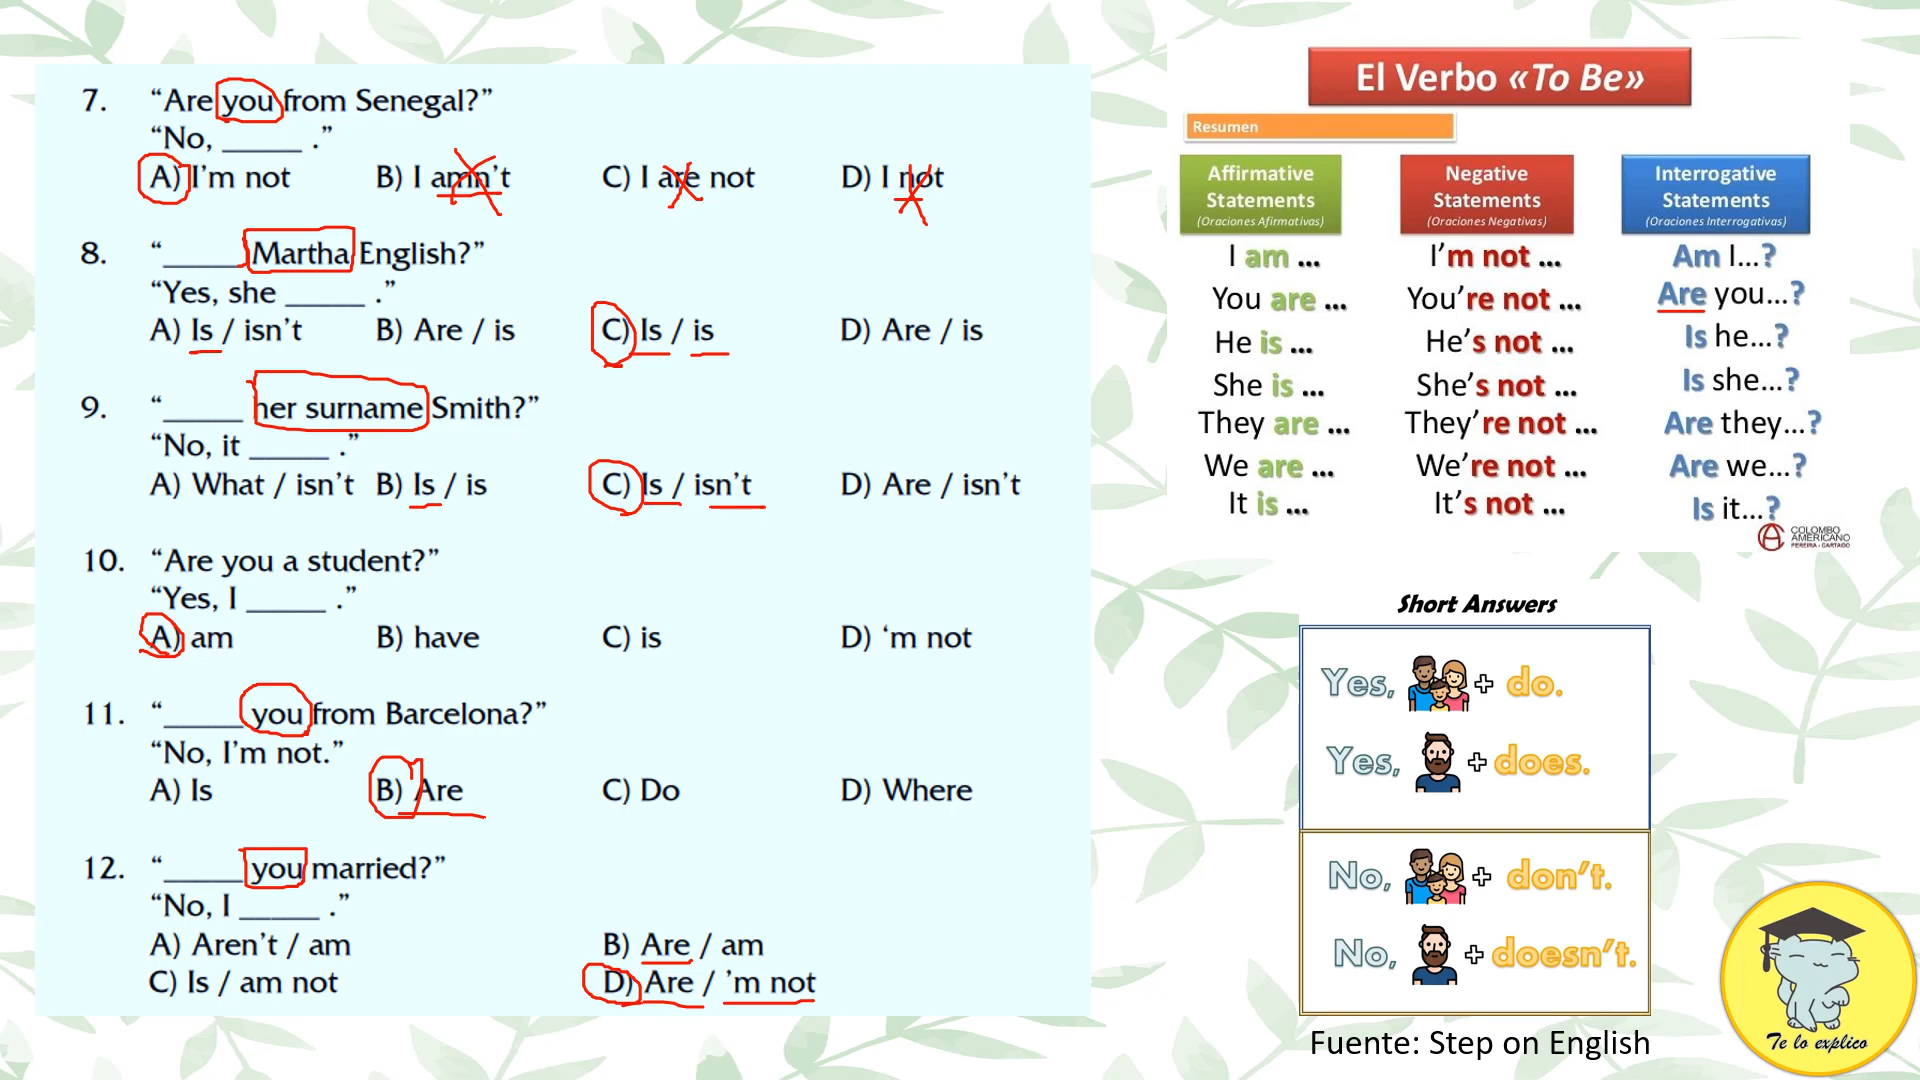 7. “Are you from Senegal?”
“No, _____ .”
A) I’m not B) I amn’t C) I are not D) I not
8. “_____ Martha English?”
“Yes, she _____ .”
A) Is / isn’t B) Are / is C) Is / is D) Are / is
9. “_____ her surname Smith?”
“No, it _____ .”
A) What / isn’t B) Is / is C) Is / isn’t D) Are / isn’t
10. “Are you a student?”
“Yes, I _____ .”
A) am B) have C) is D) ‘m not
11. “_____ you from Barcelona?”
“No, I’m not.”
A) Is B) Are C) Do D) Where
12. “_____ you married?”
“No, I _____ .”
A) Aren’t / am B) Are / am
C) Is / am not D) Are / ’m not
El Verbo «To Be»
Resumen
Affirmative
Statements
(Oraciones Afirmativas)
I am ...
You are ...
He is ...
She is ...
They are ...
We are ...
It is ...
Negative
Statements
(Oraciones Negativas)
I’m not ...
You’re not ...
He’s not ...
She’s not ...
They’re not ...
We’re not ...
It’s not ...
Interrogative
Statements
(Oraciones Interrogativas)
Am I...?
Are you...?
Is he...?
Is she...?
Are they...?
Are we...?
Is it...?
COLOMBO
AMERICANO
PEREIRA - CARTAGO
Short Answers
Yes, + do.
Yes, + does.
No, + don’t.
No, + doesn’t.
Fuente: Step on English
Te lo explico